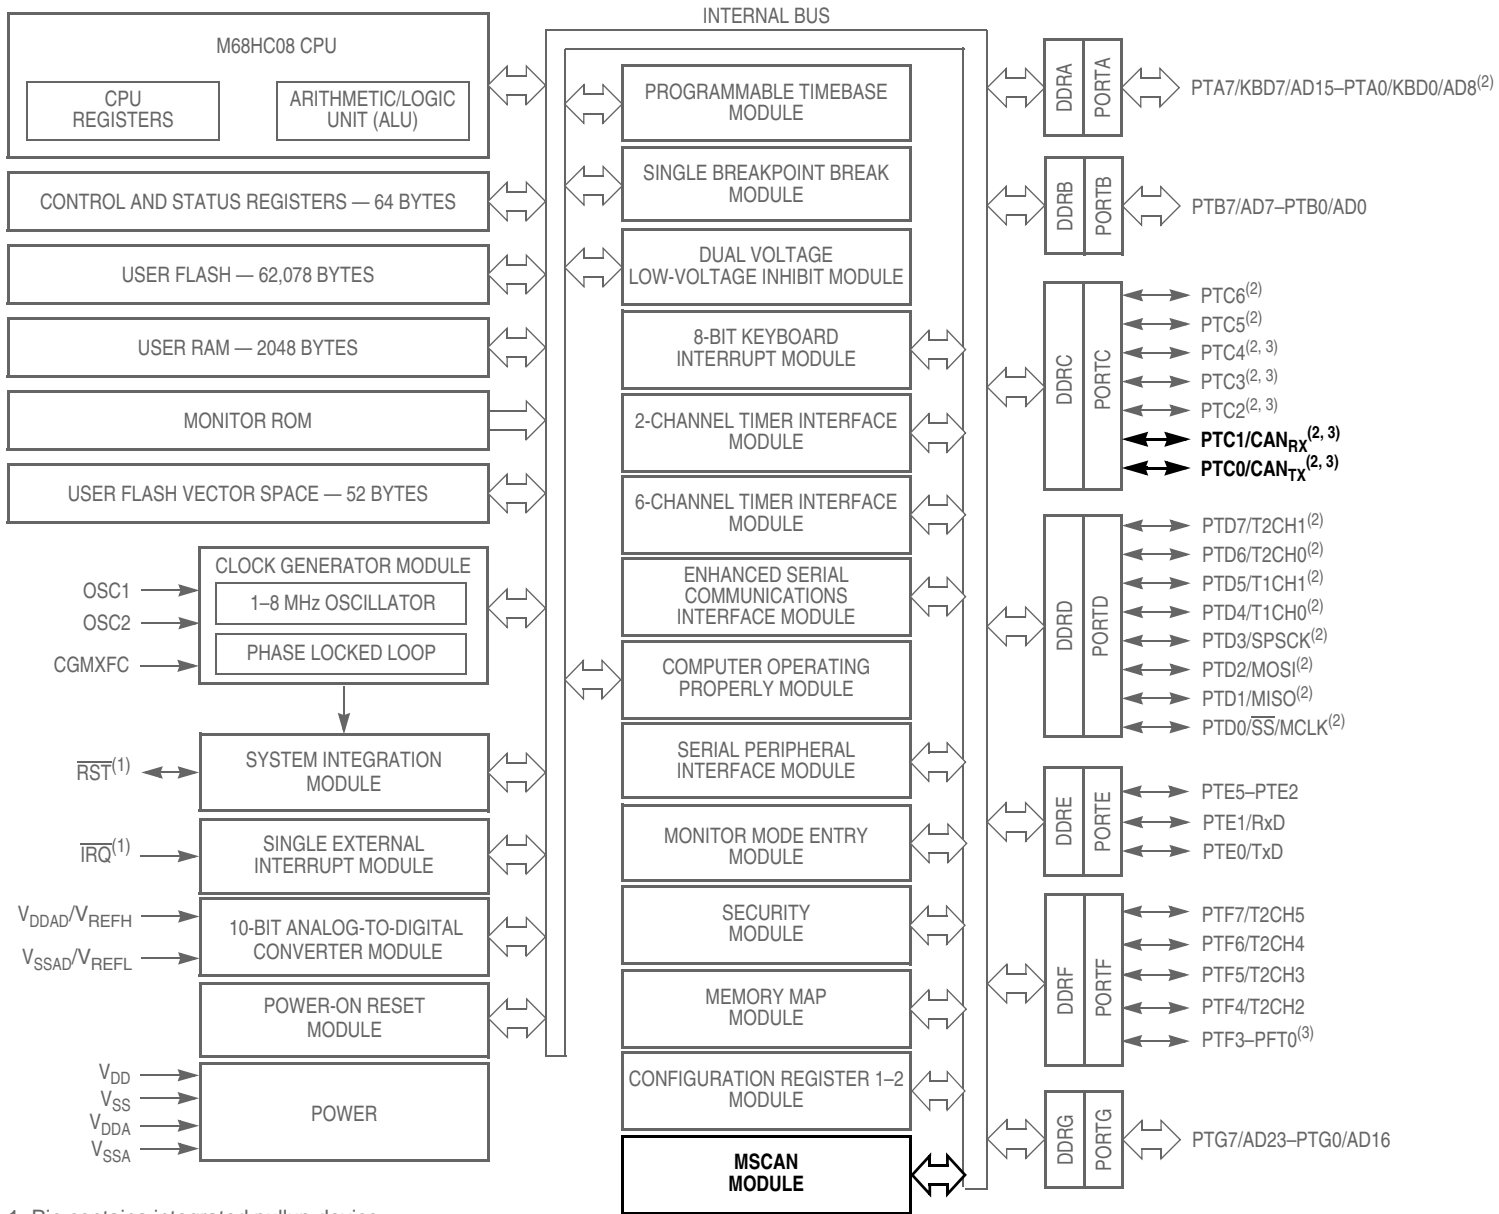 INTERNAL BUS
M68HC08 CPU
CPU
REGISTERS
ARITHMETIC/LOGIC
UNIT (ALU)
CONTROL AND STATUS REGISTERS — 64 BYTES
USER FLASH — 62,078 BYTES
USER RAM — 2048 BYTES
MONITOR ROM
USER FLASH VECTOR SPACE — 52 BYTES
OSC1
OSC2
CGMXFC
CLOCK GENERATOR MODULE
1–8 MHz OSCILLATOR
PHASE LOCKED LOOP
RST(1)
SYSTEM INTEGRATION
MODULE
IRQ(1)
SINGLE EXTERNAL
INTERRUPT MODULE
VDDAD/VREFH
VSSAD/VREFL
10-BIT ANALOG-TO-DIGITAL
CONVERTER MODULE
POWER-ON RESET
MODULE
VDD
VSS
VDDA
VSSA
POWER
PROGRAMMABLE TIMEBASE
MODULE
SINGLE BREAKPOINT BREAK
MODULE
DUAL VOLTAGE
LOW-VOLTAGE INHIBIT MODULE
8-BIT KEYBOARD
INTERRUPT MODULE
2-CHANNEL TIMER INTERFACE
MODULE
6-CHANNEL TIMER INTERFACE
MODULE
ENHANCED SERIAL
COMMUNICATIONS
INTERFACE MODULE
COMPUTER OPERATING
PROPERLY MODULE
SERIAL PERIPHERAL
INTERFACE MODULE
MONITOR MODE ENTRY
MODULE
SECURITY
MODULE
MEMORY MAP
MODULE
CONFIGURATION REGISTER 1–2
MODULE
MSCAN
MODULE
DDRA
PORTA
PTA7/KBD7/AD15–PTA0/KBD0/AD8(2)
DDRB
PORTB
PTB7/AD7–PTB0/AD0
DDRC
PORTC
PTC6(2)
PTC5(2)
PTC4(2, 3)
PTC3(2, 3)
PTC2(2, 3)
PTC1/CANRX(2, 3)
PTC0/CANTX(2, 3)
DDRD
PORTD
PTD7/T2CH1(2)
PTD6/T2CH0(2)
PTD5/T1CH1(2)
PTD4/T1CH0(2)
PTD3/SPSCK(2)
PTD2/MOSI(2)
PTD1/MISO(2)
PTD0/SS/MCLK(2)
DDRE
PORTE
PTE5–PTE2
PTE1/RxD
PTE0/TxD
DDRF
PORTF
PTF7/T2CH5
PTF6/T2CH4
PTF5/T2CH3
PTF4/T2CH2
PTF3–PFT0(3)
DDRG
PORTG
PTG7/AD23–PTG0/AD16